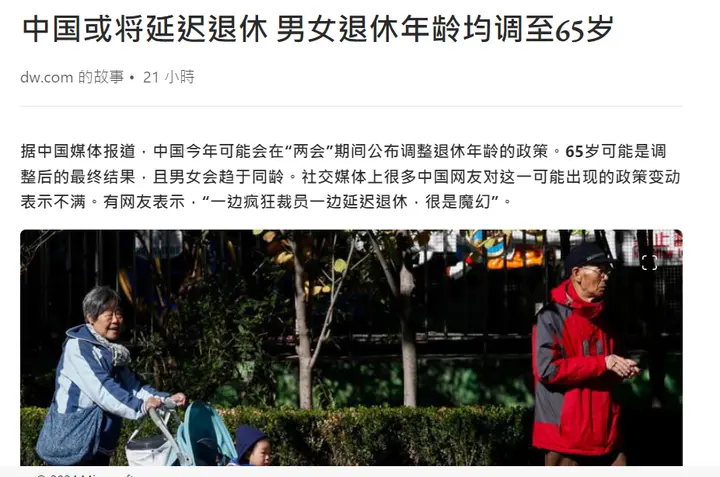 中国或将延迟退休 男女退休年龄均调至65岁
dw.com 的故事 • 21 小時
据中国媒体报道，中国今年可能会在“两会”期间公布调整退休年龄的政策。65岁可能是调
整后的最终结果，且男女会趋于同龄。社交媒体上很多中国网友对这一可能出现的政策变动
表示不满。有网友表示，“一边疯狂裁员一边延迟退休，很是魔幻”。